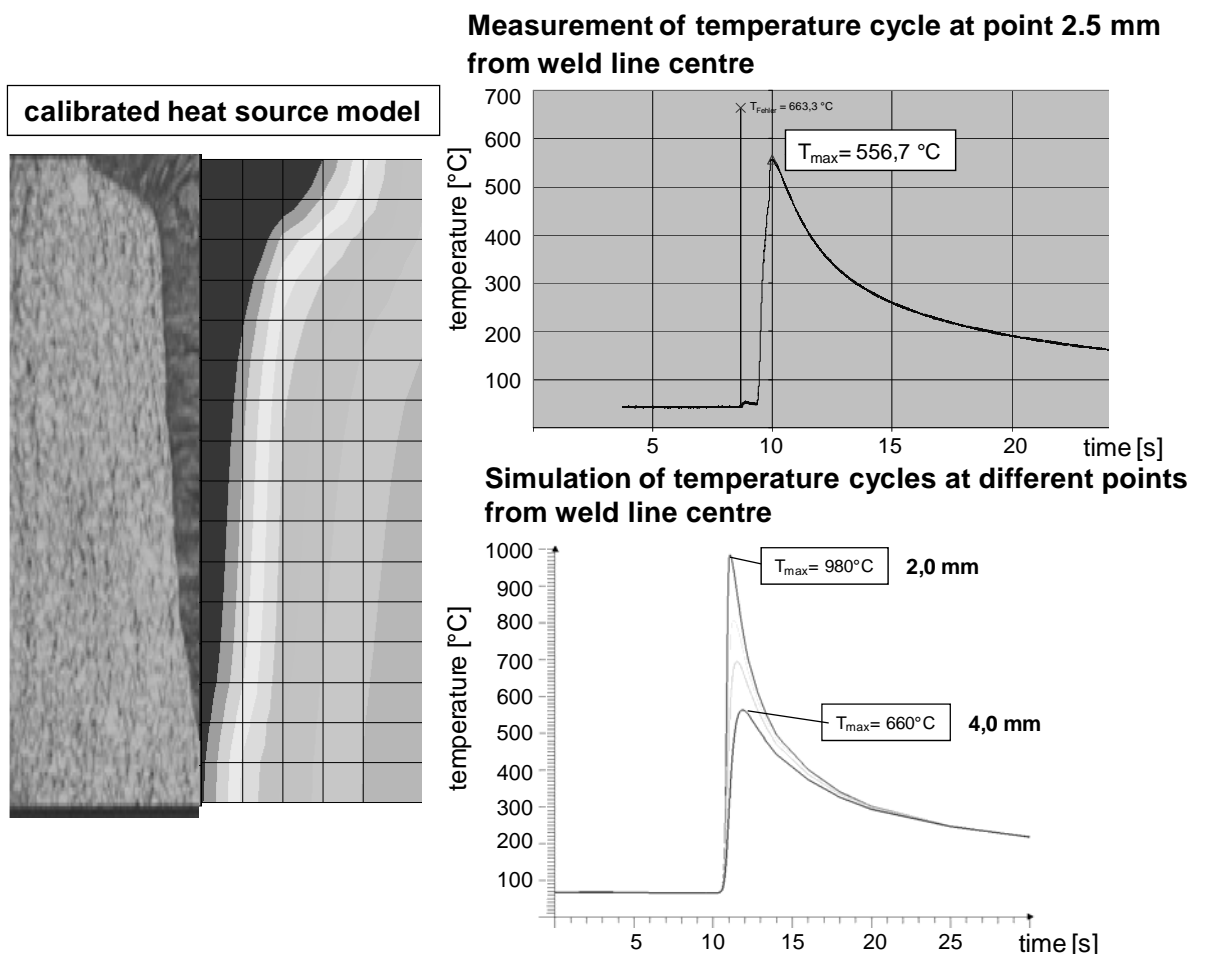 Measurement of temperature cycle at point 2.5 mm
from weld line centre
calibrated heat source model
700
600
500
400
300
200
100
temperature [°C]
T_Fehler = 663,3 °C
T_max= 556,7 °C
5
10
15
20
time [s]
Simulation of temperature cycles at different points
from weld line centre
1000
900
800
700
600
500
400
300
200
100
temperature [°C]
T_max= 980°C
2,0 mm
T_max= 660°C
4,0 mm
5
10
15
20
25
time [s]